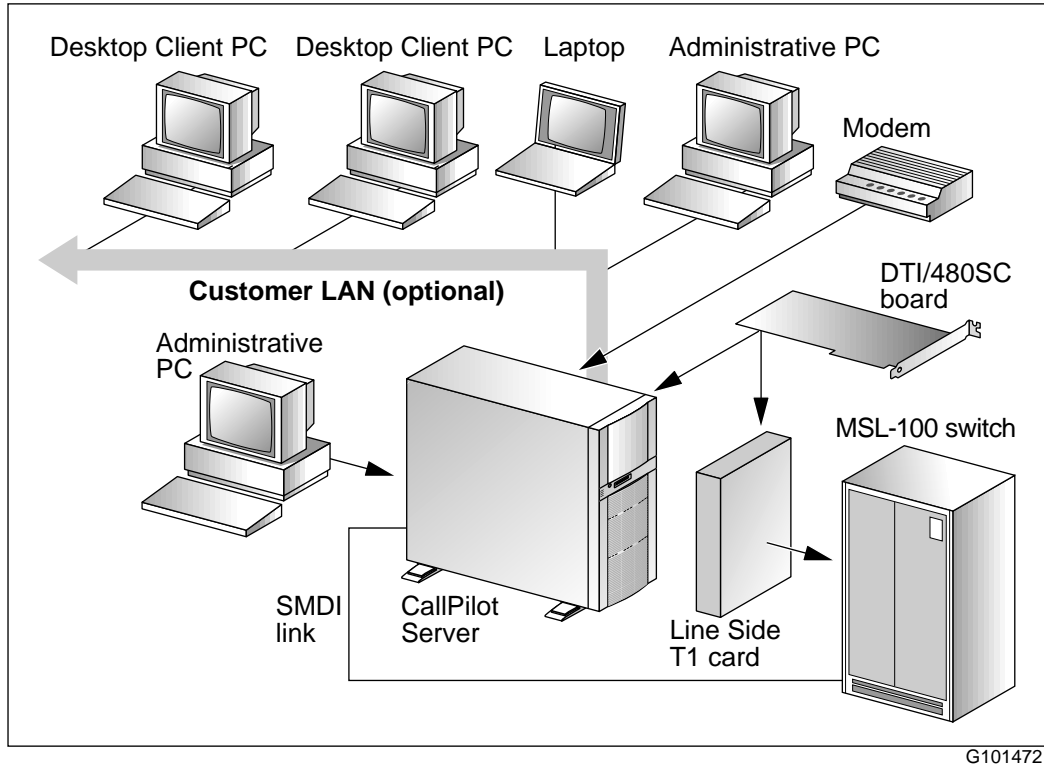 Desktop Client PC
Desktop Client PC
Laptop
Administrative PC
Modem
DTI/480SC
board
Customer LAN (optional)
Administrative
PC
MSL-100 switch
SMDI
link
CallPilot
Server
Line Side
T1 card
G101472